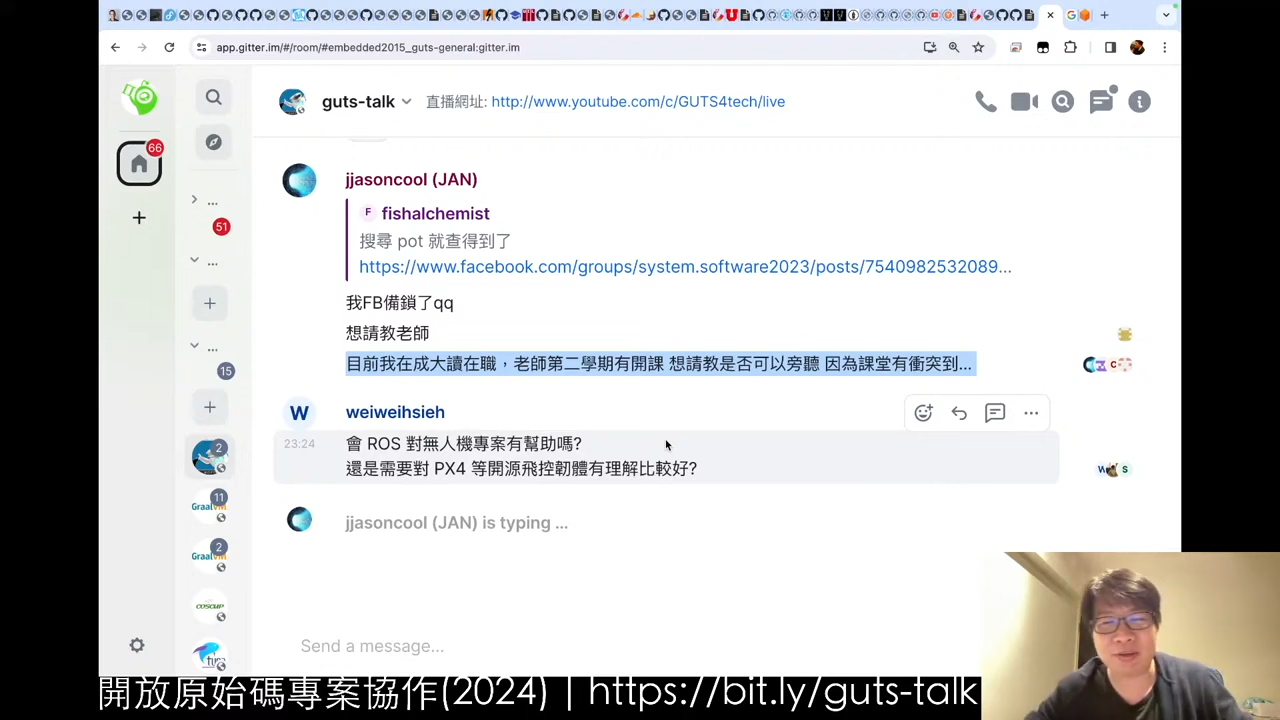 app.gitter.im/#/room/#embedded2015_guts-general:gitter.im
guts-talk
直播網址: http://www.youtube.com/c/GUTS4tech/live
66
51
15
2
11
GraalVM
2
GraalVM
COSCUP
jjasoncool (JAN)
F fishalchemist
搜尋 pot 就查得到了
https://www.facebook.com/groups/system.software2023/posts/7540982532089...
我FB備鎖了qq
想請教老師
目前我在成大讀在職，老師第二學期有開課 想請教是否可以旁聽 因為課堂有衝突到...
W weiweihsieh
23:24 會 ROS 對無人機專案有幫助嗎?
還是需要對 PX4 等開源飛控韌體有理解比較好?
jjasoncool (JAN) is typing ...
Send a message...
開放原始碼專案協作(2024) | https://bit.ly/guts-talk